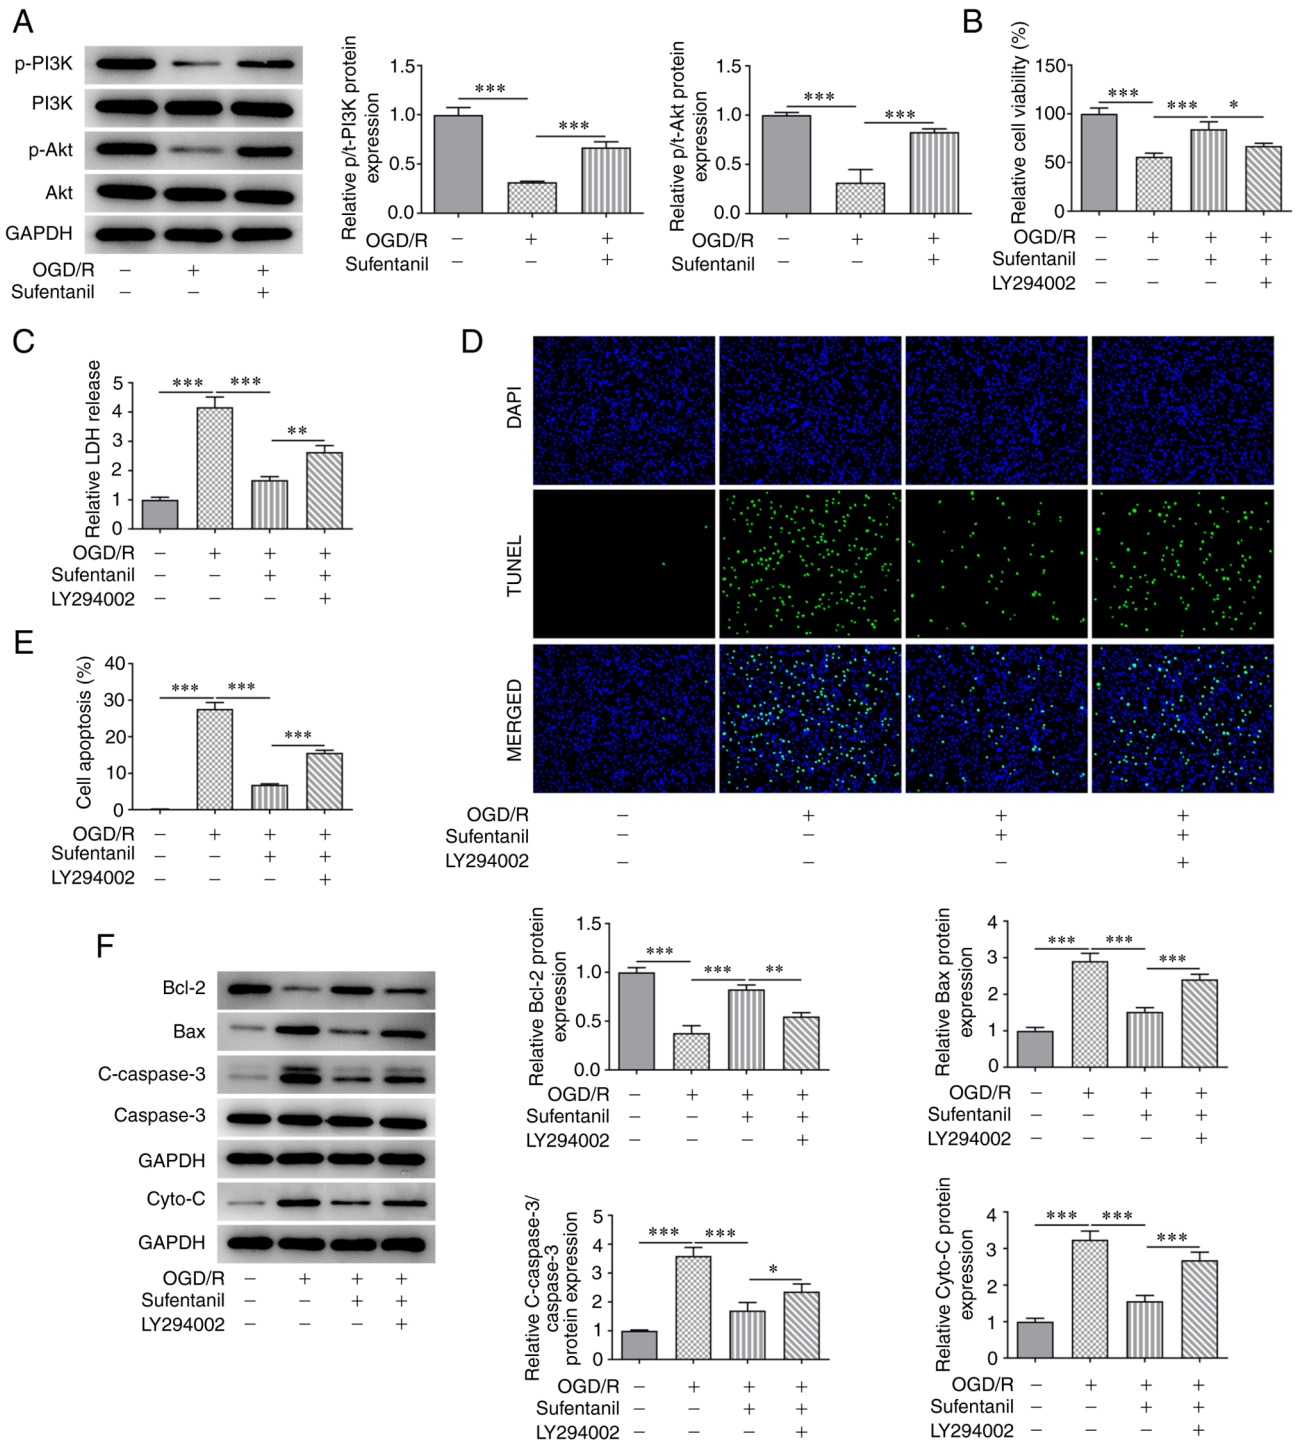 A
p-PI3K
PI3K
p-Akt
Akt
GAPDH
OGD/R − + +
Sufentanil − − +
Relative p/t-PI3K protein
expression
1.5
1.0
0.5
0.0
***
***
OGD/R − + +
Sufentanil − − +
Relative p/t-Akt protein
expression
1.5
1.0
0.5
0.0
***
***
OGD/R − + +
Sufentanil − − +
B
Relative cell viability (%)
150
100
50
0
*** *** *
OGD/R − + + +
Sufentanil − − + +
LY294002 − − − +
C
Relative LDH release
5
4
3
2
1
0
*** ***
**
OGD/R − + + +
Sufentanil − − + +
LY294002 − − − +
D
DAPI
TUNEL
MERGED
OGD/R − + + +
Sufentanil − − + +
LY294002 − − − +
E
Cell apoptosis (%)
40
30
20
10
0
*** ***
***
OGD/R − + + +
Sufentanil − − + +
LY294002 − − − +
F
Bcl-2
Bax
C-caspase-3
Caspase-3
GAPDH
Cyto-C
GAPDH
OGD/R − + + +
Sufentanil − − + +
LY294002 − − − +
Relative Bcl-2 protein
expression
1.5
1.0
0.5
0.0
***
*** **
OGD/R − + + +
Sufentanil − − + +
LY294002 − − − +
Relative Bax protein
expression
4
3
2
1
0
*** ***
***
OGD/R − + + +
Sufentanil − − + +
LY294002 − − − +
Relative C-caspase-3/
caspase-3
protein expression
5
4
3
2
1
0
*** ***
*
OGD/R − + + +
Sufentanil − − + +
LY294002 − − − +
Relative Cyto-C protein
expression
4
3
2
1
0
*** ***
***
OGD/R − + + +
Sufentanil − − + +
LY294002 − − − +